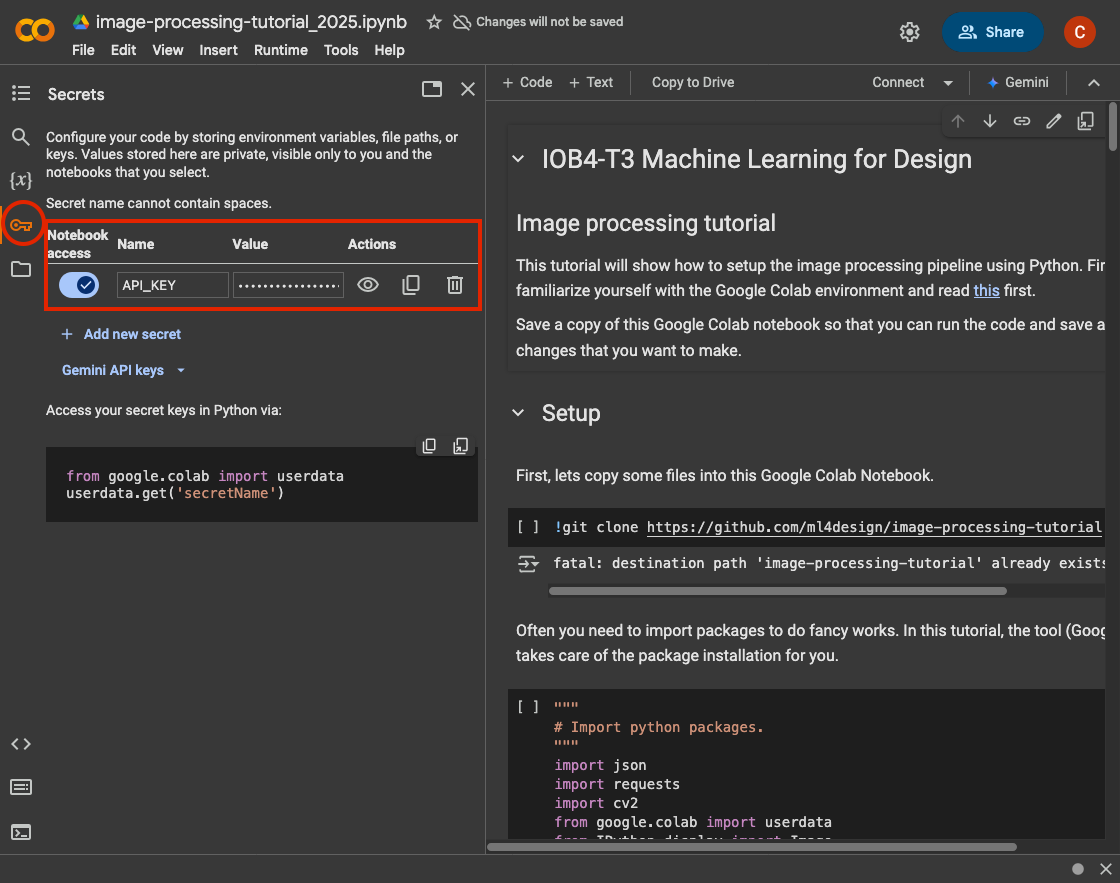 image-processing-tutorial_2025.ipynb
Changes will not be saved
File Edit View Insert Runtime Tools Help
Share
C
Secrets
Configure your code by storing environment variables, file paths, or
keys. Values stored here are private, visible only to you and the
notebooks that you select.
Secret name cannot contain spaces.
Notebook
access
Name
Value
Actions
API_KEY
••••••••••••••••
+ Add new secret
Gemini API keys
Access your secret keys in Python via:
from google.colab import userdata
userdata.get('secretName')
{x}
+ Code + Text
Copy to Drive
Connect
Gemini
IOB4-T3 Machine Learning for Design
Image processing tutorial
This tutorial will show how to setup the image processing pipeline using Python. Fir
familiarize yourself with the Google Colab environment and read this first.
Save a copy of this Google Colab notebook so that you can run the code and save a
changes that you want to make.
Setup
First, lets copy some files into this Google Colab Notebook.
[ ] !git clone https://github.com/ml4design/image-processing-tutorial
fatal: destination path 'image-processing-tutorial' already exists
Often you need to import packages to do fancy works. In this tutorial, the tool (Goog
takes care of the package installation for you.
[ ] """
# Import python packages.
"""
import json
import requests
import cv2
from google.colab import userdata
from IPython.display import Image